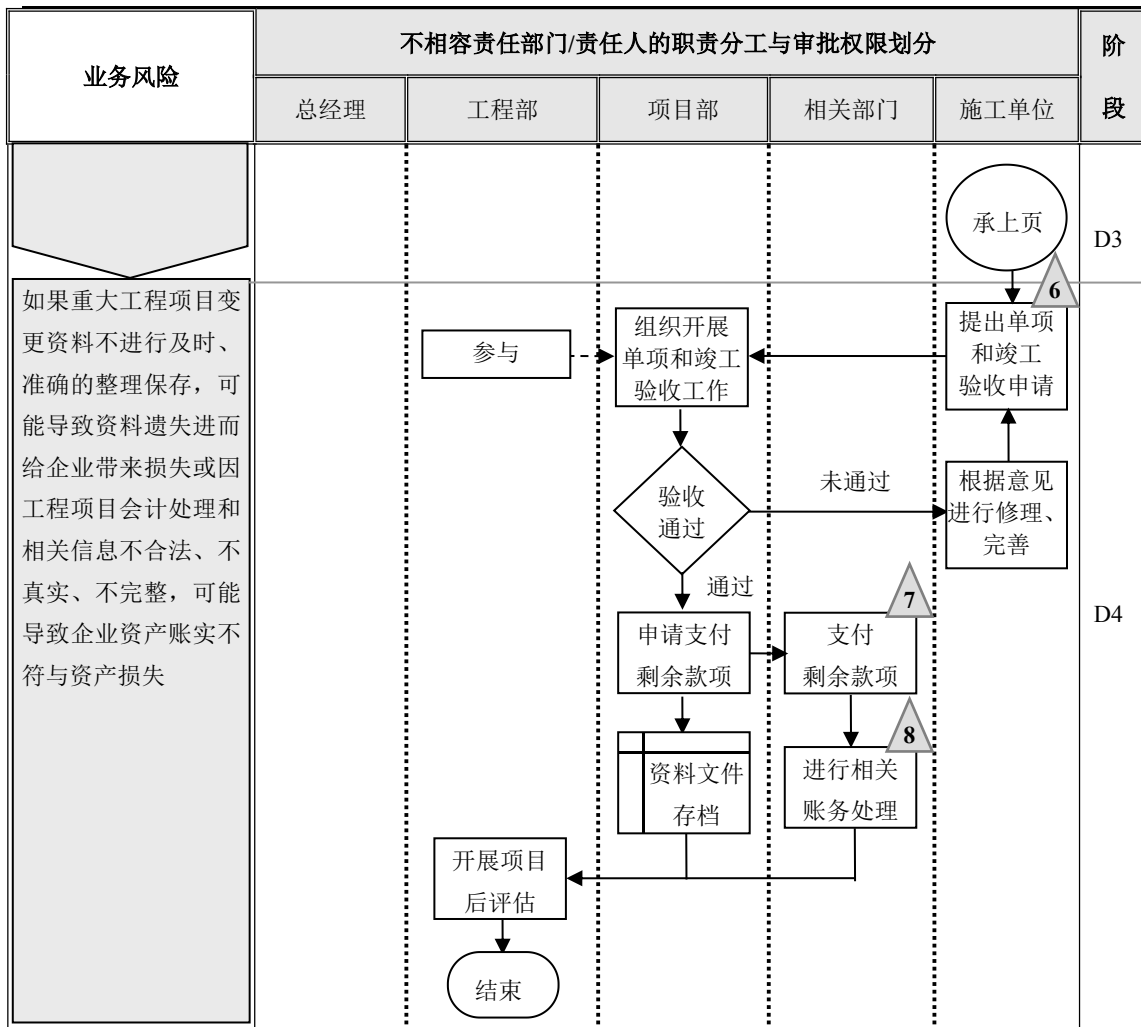 不相容责任部门/责任人的职责分工与审批权限划分
业务风险
阶
段
总经理
工程部
项目部
相关部门
施工单位
承上页
D3
如果重大工程项目变
更资料不进行及时、
准确的整理保存，可
能导致资料遗失进而
给企业带来损失或因
工程项目会计处理和
相关信息不合法、不
真实、不完整，可能
导致企业资产账实不
符与资产损失
6
提出单项
和竣工
验收申请
组织开展
单项和竣工
验收工作
参与
验收
通过
未通过
根据意见
进行修理、
完善
通过
D4
申请支付
剩余款项
7
支付
剩余款项
8
资料文件
存档
进行相关
账务处理
开展项目
后评估
结束